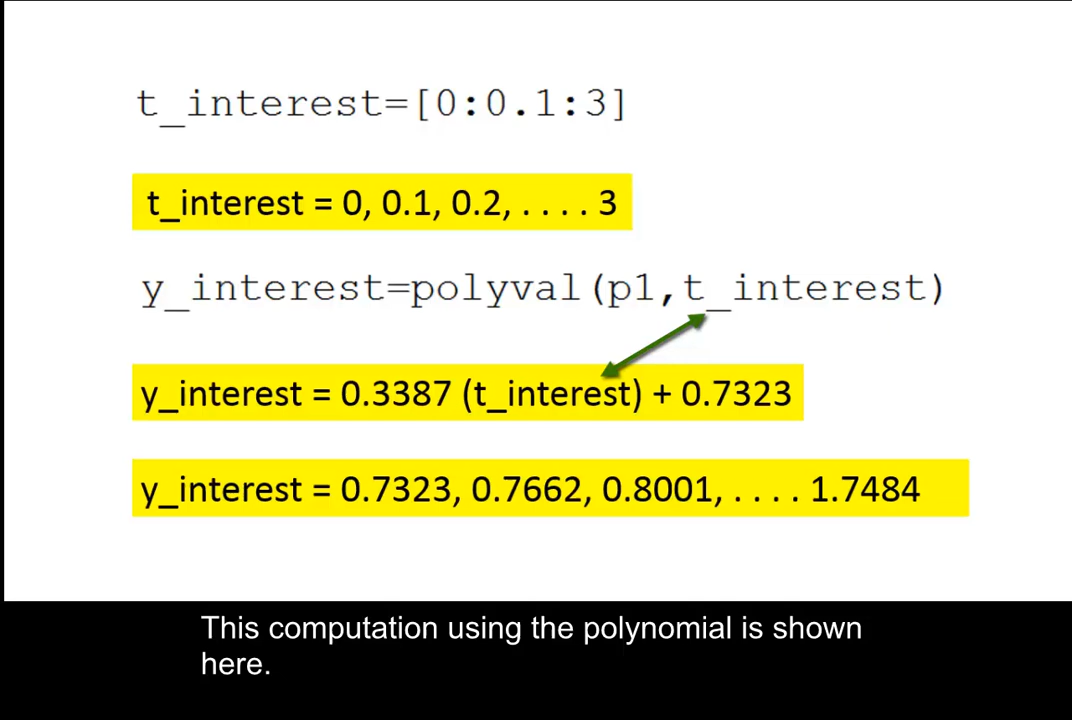 t_interest=[0:0.1:3]
t_interest = 0, 0.1, 0.2, . . . . 3
y_interest=polyval(p1,t_interest)
y_interest = 0.3387 (t_interest) + 0.7323
y_interest = 0.7323, 0.7662, 0.8001, . . . . 1.7484
This computation using the polynomial is shown
here.